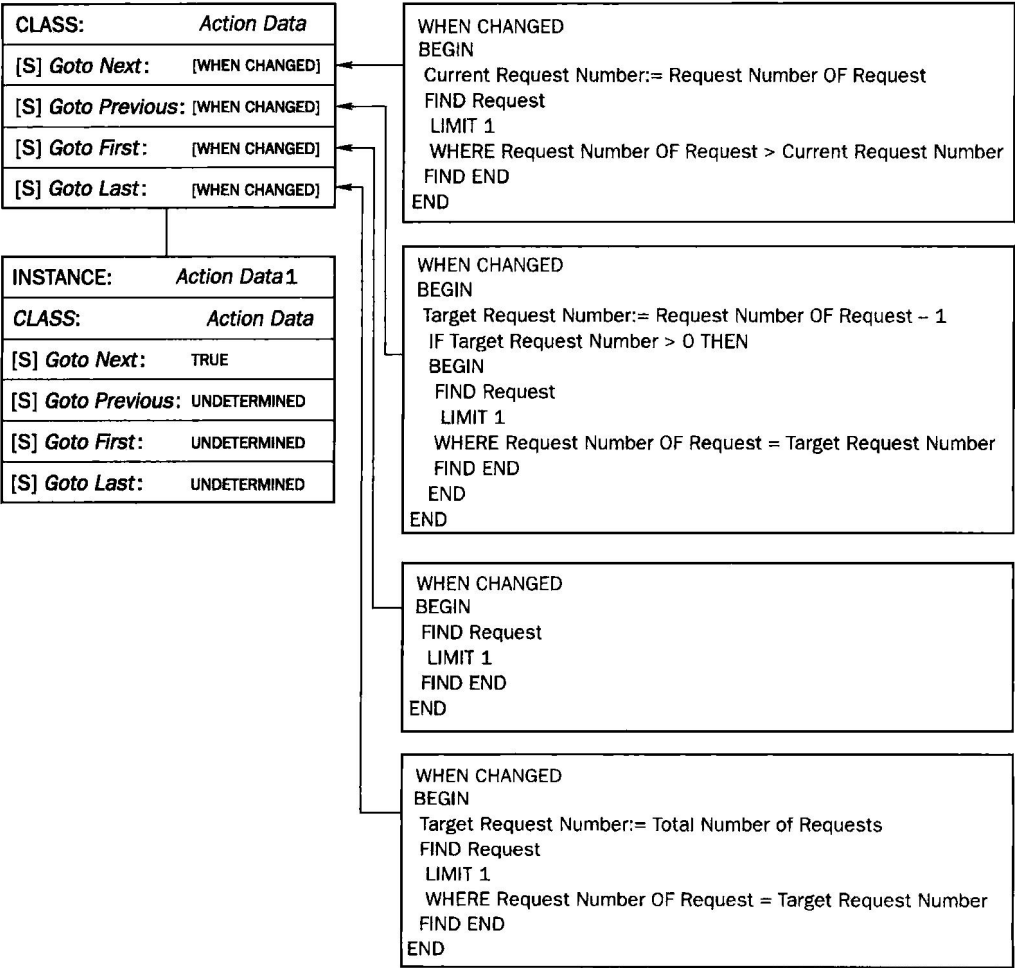 CLASS: Action Data
[S] Goto Next: [WHEN CHANGED]
[S] Goto Previous: [WHEN CHANGED]
[S] Goto First: [WHEN CHANGED]
[S] Goto Last: [WHEN CHANGED]
INSTANCE: Action Data1
CLASS: Action Data
[S] Goto Next: TRUE
[S] Goto Previous: UNDETERMINED
[S] Goto First: UNDETERMINED
[S] Goto Last: UNDETERMINED
WHEN CHANGED
BEGIN
Current Request Number:= Request Number OF Request
FIND Request
LIMIT 1
WHERE Request Number OF Request > Current Request Number
FIND END
END
WHEN CHANGED
BEGIN
Target Request Number:= Request Number OF Request – 1
IF Target Request Number > 0 THEN
BEGIN
FIND Request
LIMIT 1
WHERE Request Number OF Request = Target Request Number
FIND END
END
END
WHEN CHANGED
BEGIN
FIND Request
LIMIT 1
FIND END
END
WHEN CHANGED
BEGIN
Target Request Number:= Total Number of Requests
FIND Request
LIMIT 1
WHERE Request Number OF Request = Target Request Number
FIND END
END